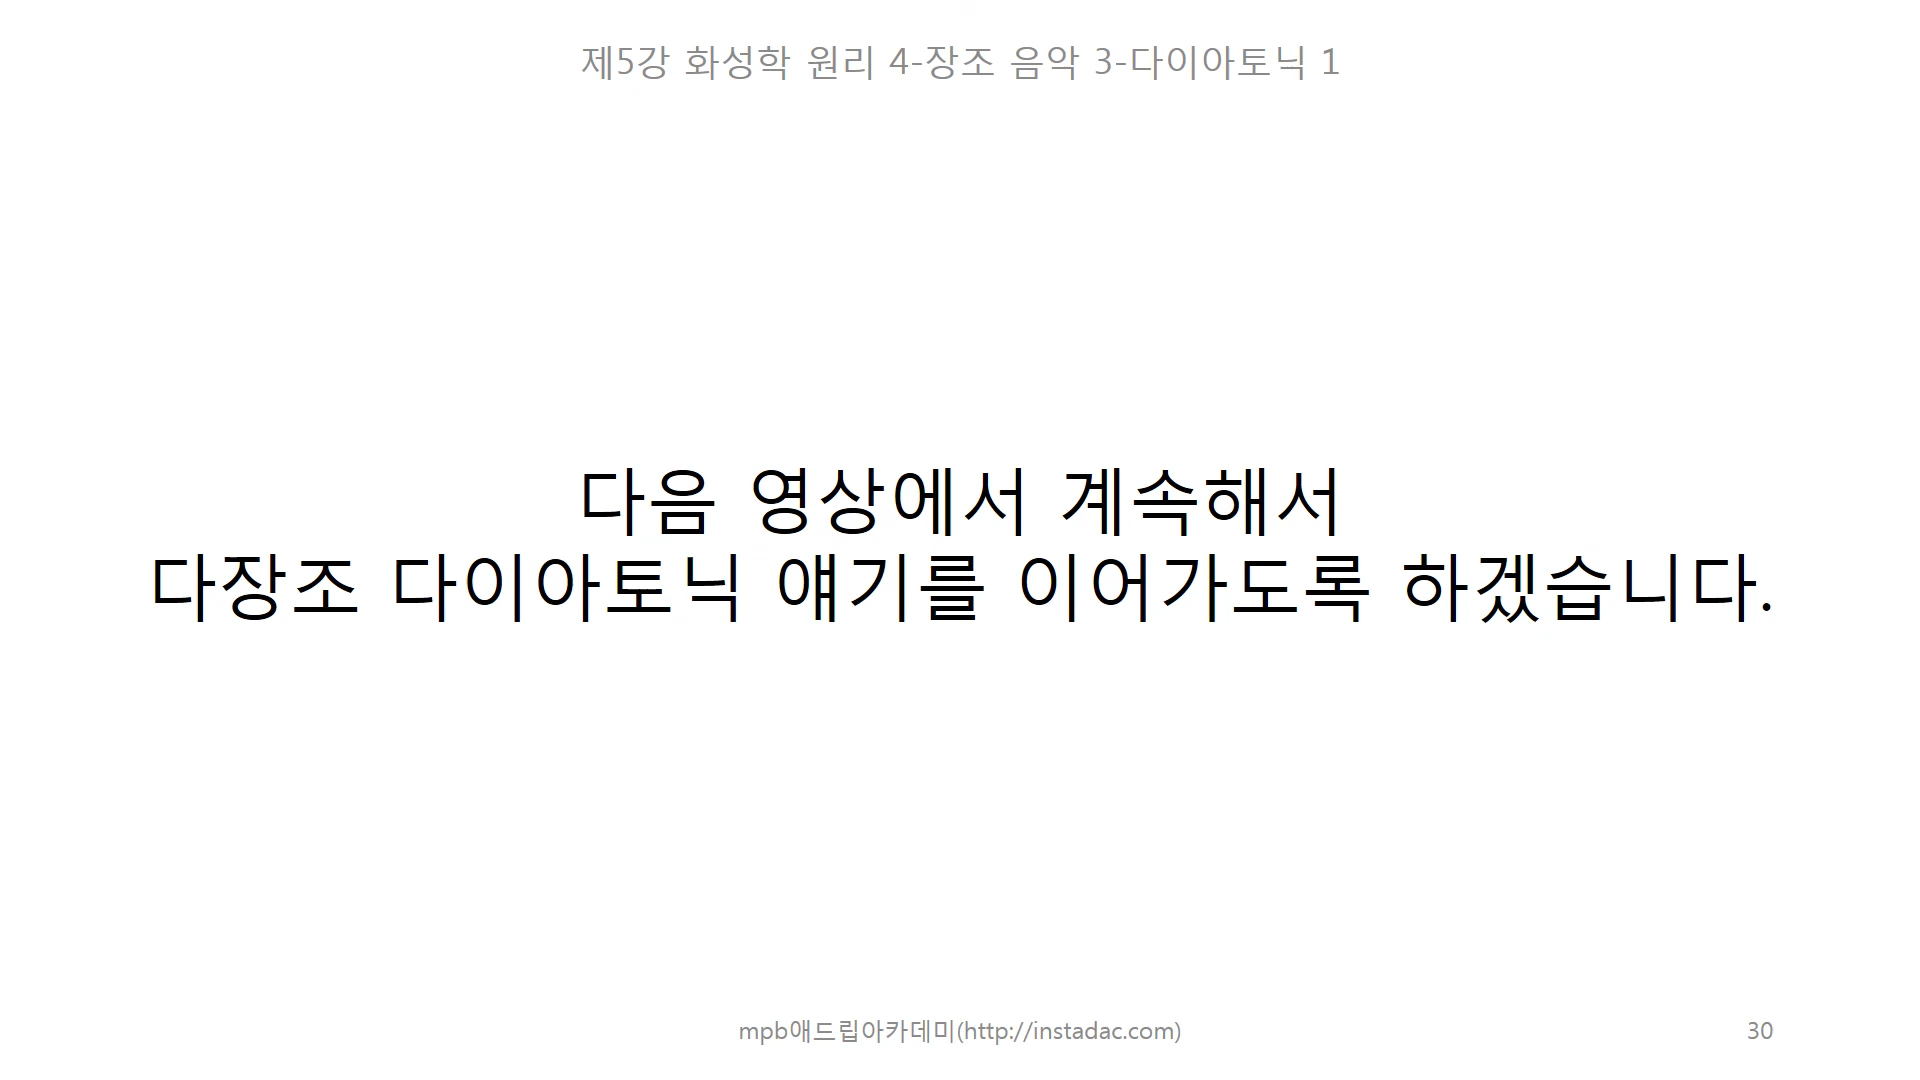 제5강 화성학 원리 4-장조 음악 3-다이아토닉 1
다음 영상에서 계속해서
다장조 다이아토닉 얘기를 이어가도록 하겠습니다.
mpb애드립아카데미(http://instadac.com)
30